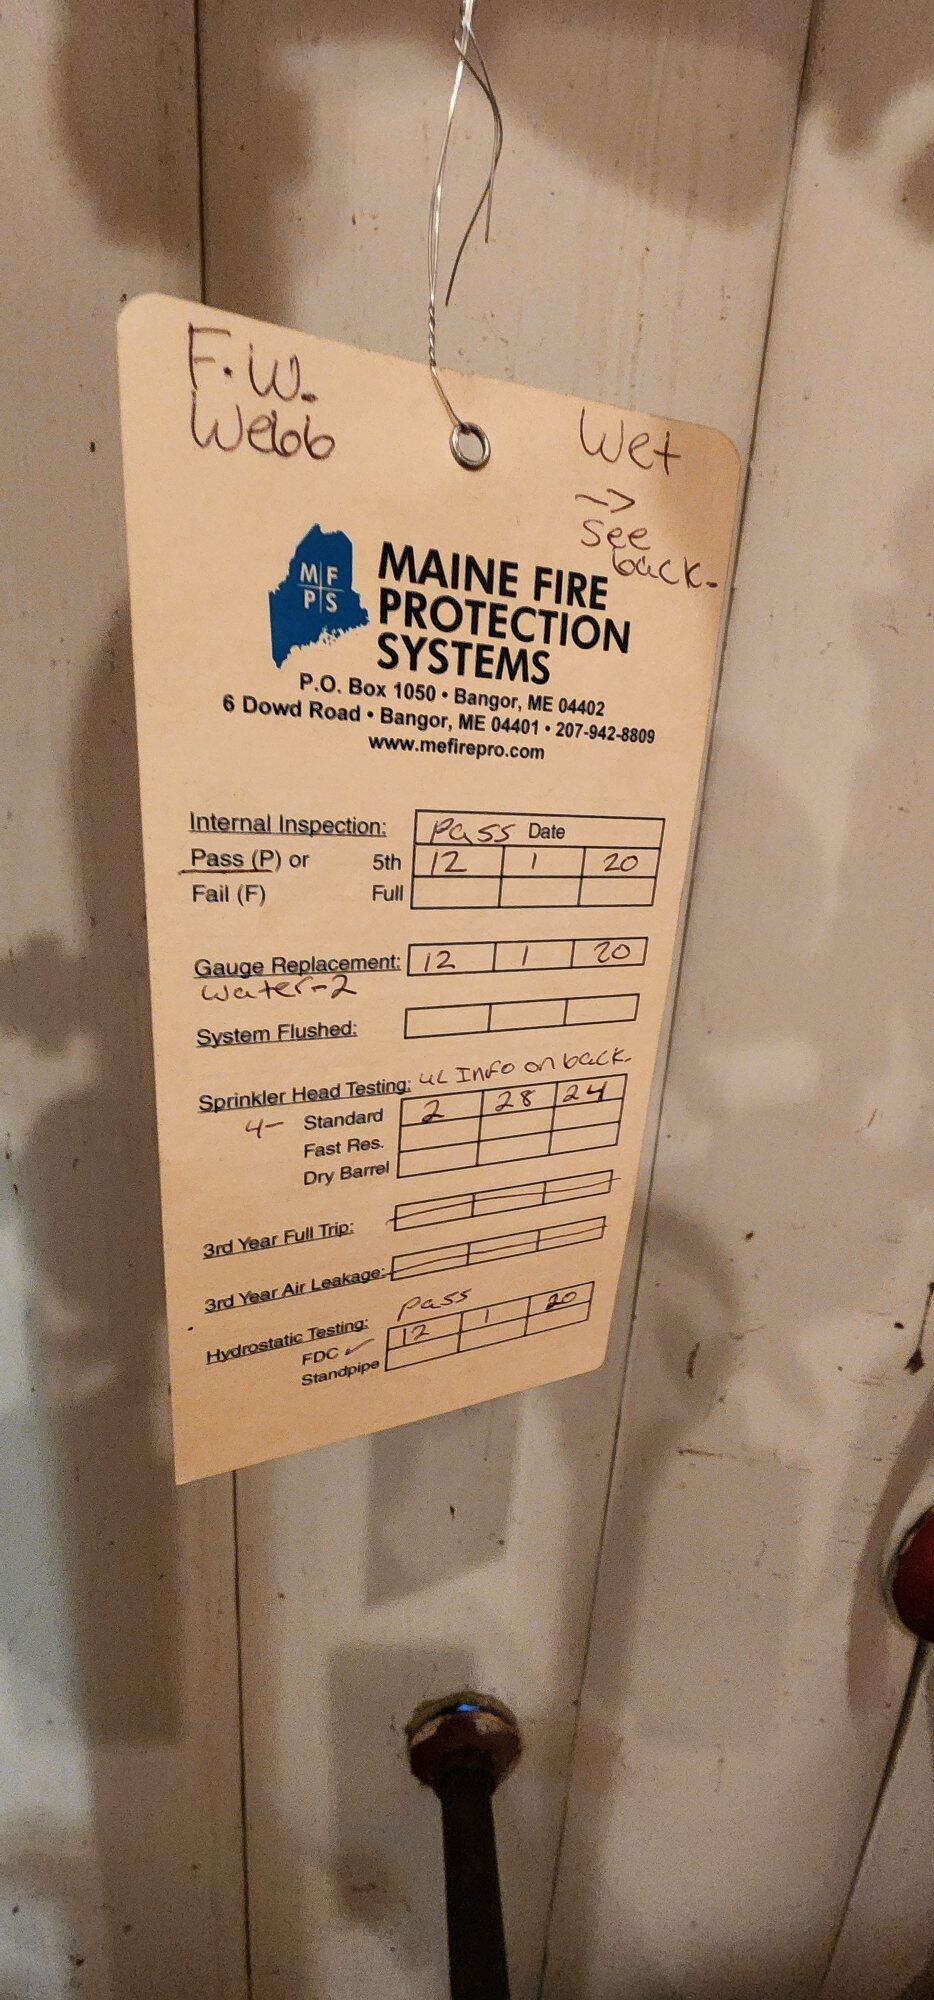 F.W.
Webb
Wet
->
See
back.
M F
P S
MAINE FIRE
PROTECTION
SYSTEMS
P.O. Box 1050 • Bangor, ME 04402
6 Dowd Road • Bangor, ME 04401 • 207-942-8809
www.mefirepro.com
Internal Inspection: Pass Date
Pass (P) or 5th 12 1 20
Fail (F) Full
Gauge Replacement: 12 1 20
Water-2
System Flushed:
Sprinkler Head Testing: UL Info on back.
4- Standard 2 28 24
Fast Res.
Dry Barrel
3rd Year Full Trip:
3rd Year Air Leakage:
Pass
Hydrostatic Testing: 12 1 20
FDC ✓
Standpipe